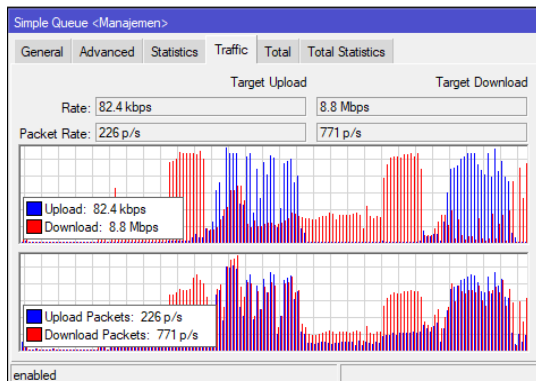 Simple Queue <Manajemen>
General Advanced Statistics Traffic Total Total Statistics
Target Upload Target Download
Rate: 82.4 kbps 8.8 Mbps
Packet Rate: 226 p/s 771 p/s
Upload: 82.4 kbps
Download: 8.8 Mbps
Upload Packets: 226 p/s
Download Packets: 771 p/s
enabled